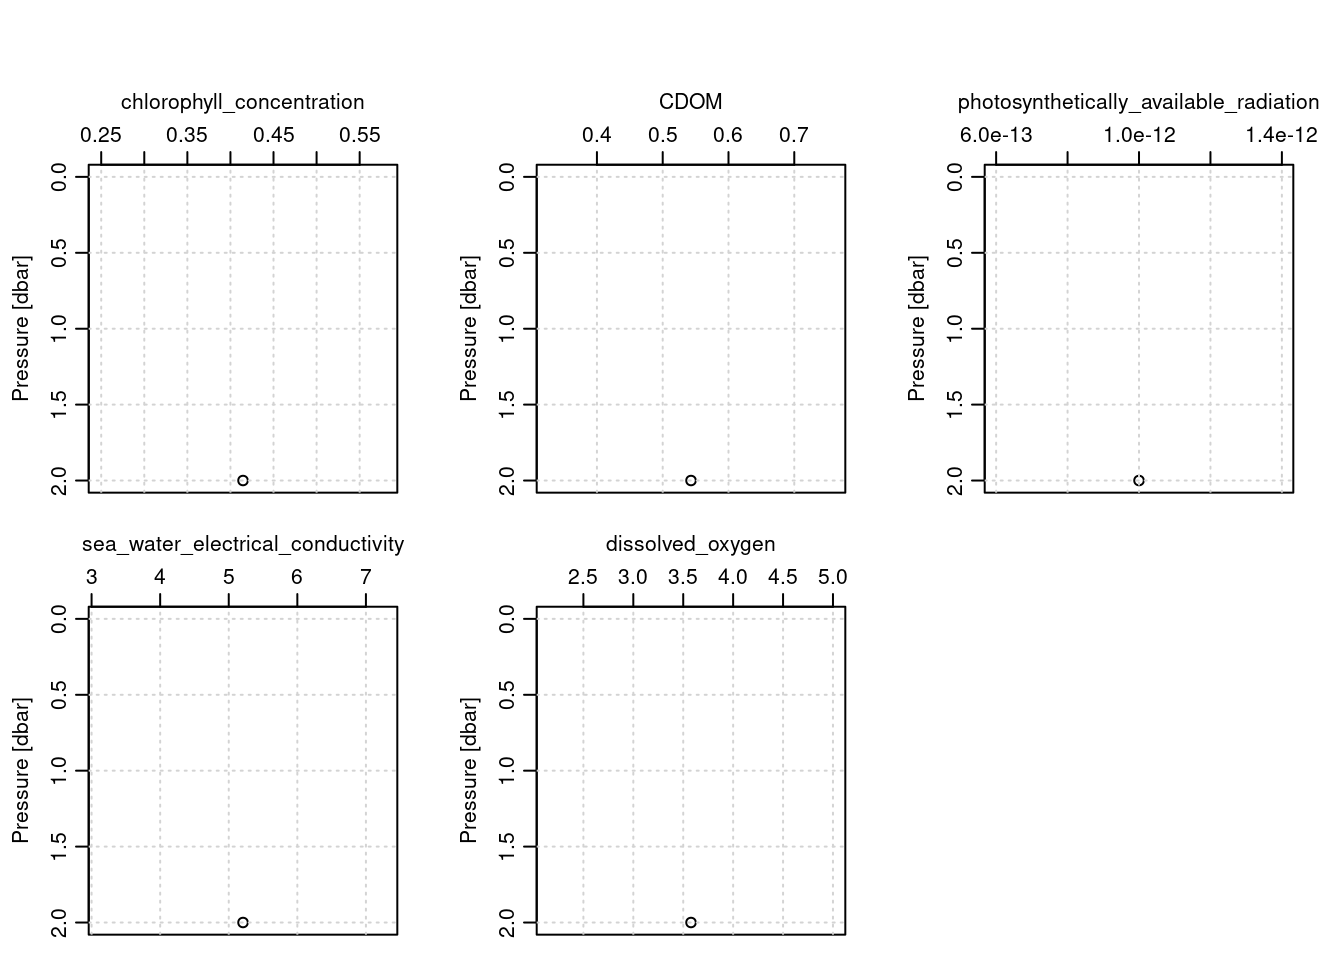 chlorophyll_concentration
0.25 0.35 0.45 0.55
0.0
0.5
1.0
1.5
2.0
Pressure [dbar]
CDOM
0.4 0.5 0.6 0.7
0.0
0.5
1.0
1.5
2.0
Pressure [dbar]
photosynthetically_available_radiation
6.0e-13 1.0e-12 1.4e-12
0.0
0.5
1.0
1.5
2.0
Pressure [dbar]
sea_water_electrical_conductivity
3 4 5 6 7
0.0
0.5
1.0
1.5
2.0
Pressure [dbar]
dissolved_oxygen
2.5 3.0 3.5 4.0 4.5 5.0
0.0
0.5
1.0
1.5
2.0
Pressure [dbar]